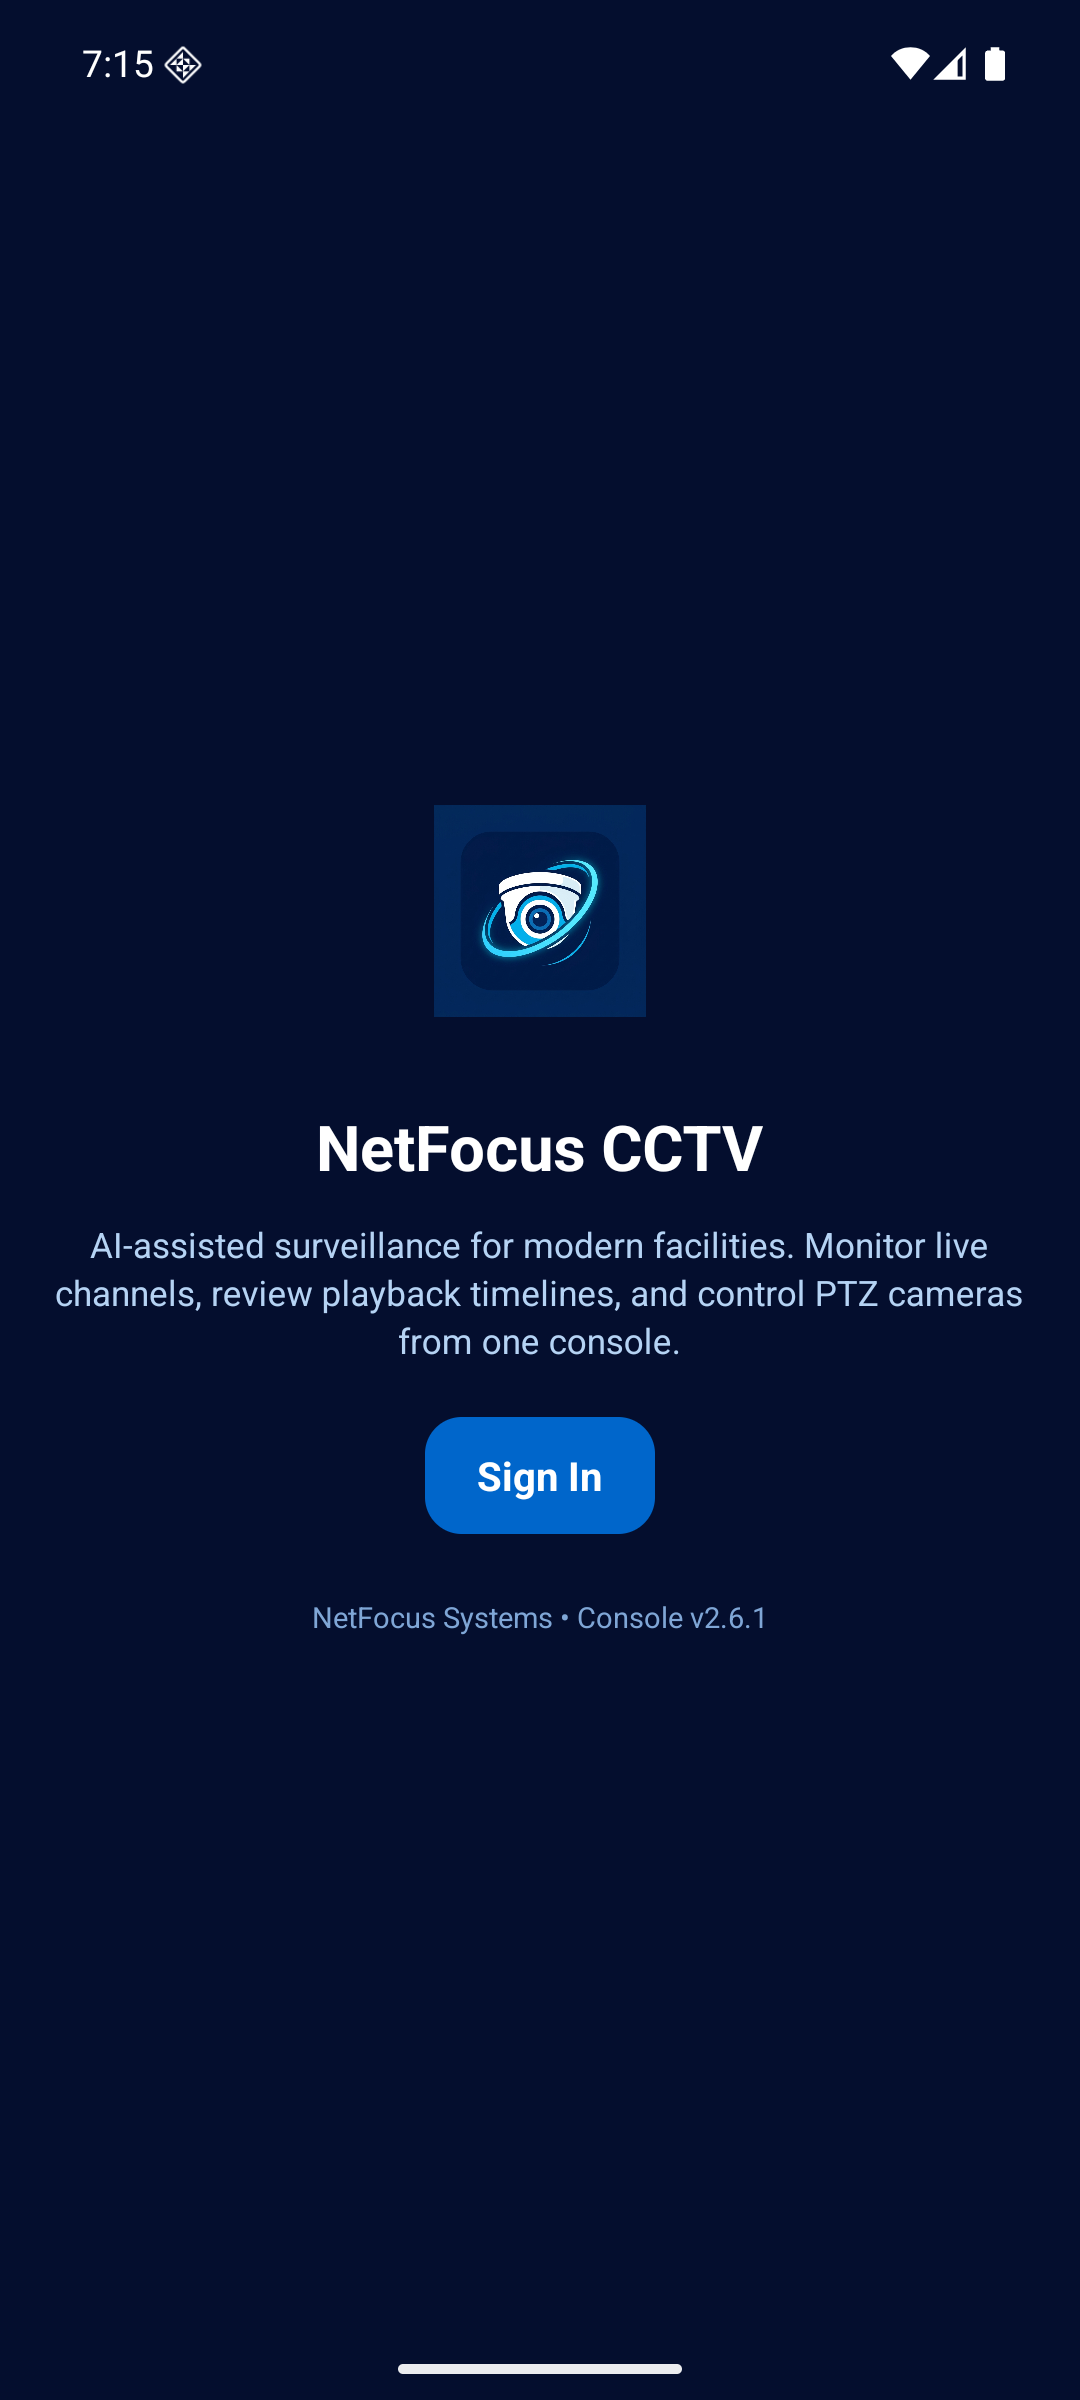 7:15
NetFocus CCTV
AI-assisted surveillance for modern facilities. Monitor live
channels, review playback timelines, and control PTZ cameras
from one console.
Sign In
NetFocus Systems • Console v2.6.1